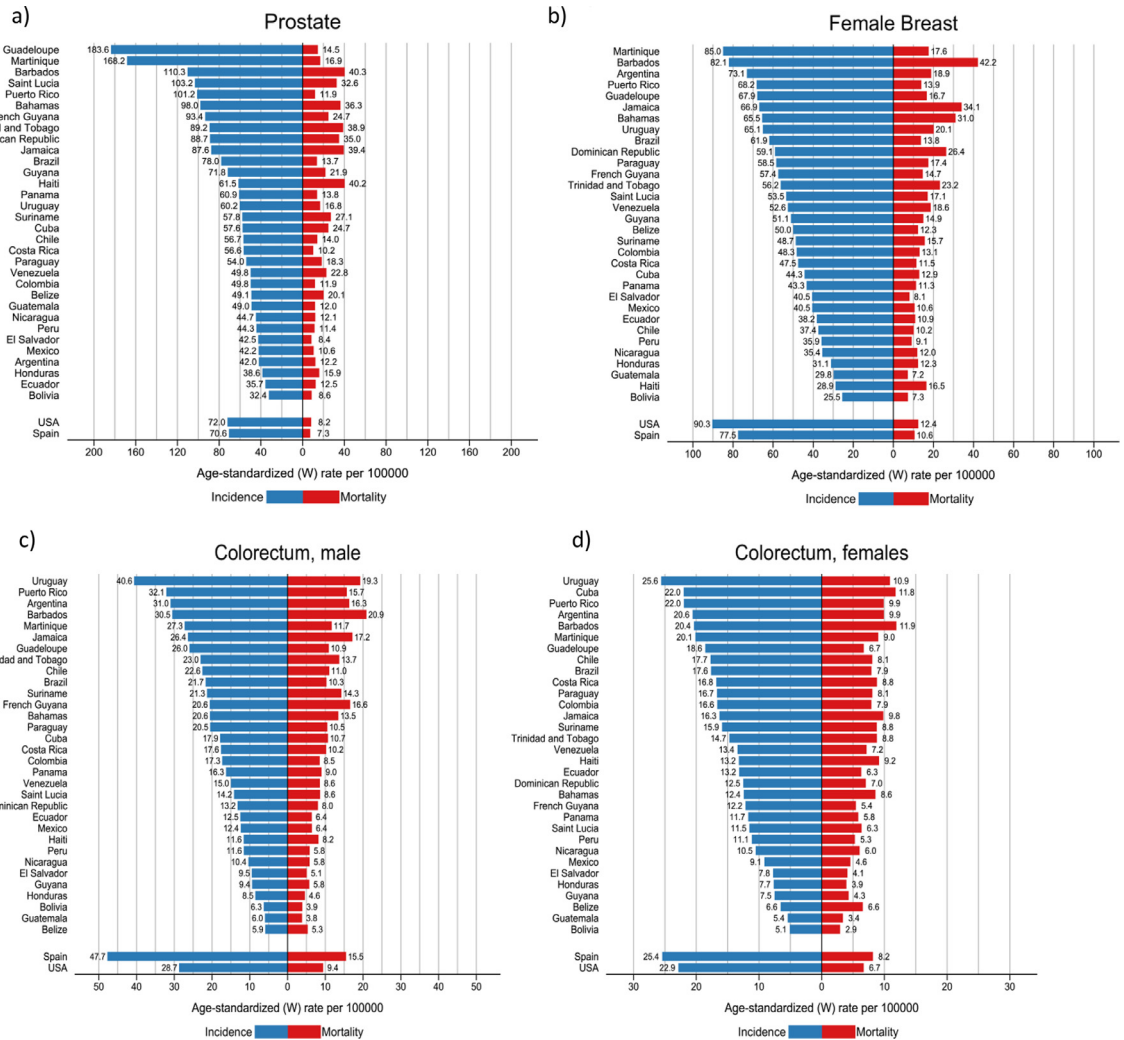 a)
Prostate
Guadeloupe 183.6 14.5
Martinique 168.2 16.9
Barbados 110.3 40.3
Saint Lucia 103.2 32.6
Puerto Rico 101.2 11.9
Bahamas 98.0 36.3
rench Guyana 93.4 24.7
d and Tobago 89.2 38.9
can Republic 88.7 35.0
Jamaica 87.6 39.4
Brazil 78.0 13.7
Guyana 71.8 21.9
Haiti 61.5 40.2
Panama 60.9 13.8
Uruguay 60.2 16.8
Suriname 57.8 27.1
Cuba 57.6 24.7
Chile 56.7 14.0
Costa Rica 56.6 10.2
Paraguay 54.0 18.3
Venezuela 49.8 22.8
Colombia 49.8 11.9
Belize 49.1 20.1
Guatemala 49.0 12.0
Nicaragua 44.7 12.1
Peru 44.3 11.4
El Salvador 42.5 8.4
Mexico 42.2 10.6
Argentina 42.0 12.2
Honduras 38.6 15.9
Ecuador 35.7 12.5
Bolivia 32.4 8.6
USA 72.0 8.2
Spain 70.6 7.3
200 160 120 80 40 0 40 80 120 160 200
Age-standardized (W) rate per 100000
Incidence Mortality
b)
Female Breast
Martinique 85.0 17.6
Barbados 82.1 42.2
Argentina 73.1 18.9
Puerto Rico 68.2 13.9
Guadeloupe 67.9 16.7
Jamaica 66.9 34.1
Bahamas 65.5 31.0
Uruguay 65.1 20.1
Brazil 61.9 13.8
Dominican Republic 59.1 26.4
Paraguay 58.5 17.4
French Guyana 57.4 14.7
Trinidad and Tobago 56.2 23.2
Saint Lucia 53.5 17.1
Venezuela 52.6 18.6
Guyana 51.1 14.9
Belize 50.0 12.3
Suriname 48.7 15.7
Colombia 48.3 13.1
Costa Rica 47.5 11.5
Cuba 44.3 12.9
Panama 43.3 11.3
El Salvador 40.5 8.1
Mexico 40.5 10.6
Ecuador 38.2 10.9
Chile 37.4 10.2
Peru 35.9 9.1
Nicaragua 35.4 12.0
Honduras 31.1 12.3
Guatemala 29.8 7.2
Haiti 28.9 16.5
Bolivia 25.5 7.3
USA 90.3 12.4
Spain 77.5 10.6
100 80 60 40 20 0 20 40 60 80 100
Age-standardized (W) rate per 100000
Incidence Mortality
c)
Colorectum, male
Uruguay 40.6 19.3
Puerto Rico 32.1 15.7
Argentina 31.0 16.3
Barbados 30.5 20.9
Martinique 27.3 11.7
Jamaica 26.4 17.2
Guadeloupe 26.0 10.9
dad and Tobago 23.0 13.7
Chile 22.6 11.0
Brazil 21.7 10.3
Suriname 21.3 14.3
French Guyana 20.6 16.6
Bahamas 20.6 13.5
Paraguay 20.5 10.5
Cuba 17.9 10.7
Costa Rica 17.6 10.2
Colombia 17.3 8.5
Panama 16.3 9.0
Venezuela 15.0 8.6
Saint Lucia 14.2 8.6
minican Republic 13.2 8.0
Ecuador 12.5 6.4
Mexico 12.4 6.4
Haiti 11.6 8.2
Peru 11.6 5.8
Nicaragua 10.4 5.8
El Salvador 9.5 5.1
Guyana 9.4 5.8
Honduras 8.5 4.6
Bolivia 6.3 3.9
Guatemala 6.0 3.8
Belize 5.9 5.3
Spain 47.7 15.5
USA 28.7 9.4
50 40 30 20 10 0 10 20 30 40 50
Age-standardized (W) rate per 100000
Incidence Mortality
d)
Colorectum, females
Uruguay 25.6 10.9
Cuba 22.0 11.8
Puerto Rico 22.0 9.9
Argentina 20.6 9.9
Barbados 20.4 11.9
Martinique 20.1 9.0
Guadeloupe 18.6 6.7
Chile 17.7 8.1
Brazil 17.6 7.9
Costa Rica 16.8 8.8
Paraguay 16.7 8.1
Colombia 16.6 7.9
Jamaica 16.3 9.8
Suriname 15.9 8.8
Trinidad and Tobago 14.7 8.8
Venezuela 13.4 7.2
Haiti 13.2 9.2
Ecuador 13.2 6.3
Dominican Republic 12.5 7.0
Bahamas 12.4 8.6
French Guyana 12.2 5.4
Panama 11.7 5.8
Saint Lucia 11.5 6.3
Peru 11.1 5.3
Nicaragua 10.5 6.0
Mexico 9.1 4.6
El Salvador 7.8 4.1
Honduras 7.7 3.9
Guyana 7.5 4.3
Belize 6.6 6.6
Guatemala 5.4 3.4
Bolivia 5.1 2.9
Spain 25.4 8.2
USA 22.9 6.7
30 20 10 0 10 20 30
Age-standardized (W) rate per 100000
Incidence Mortality